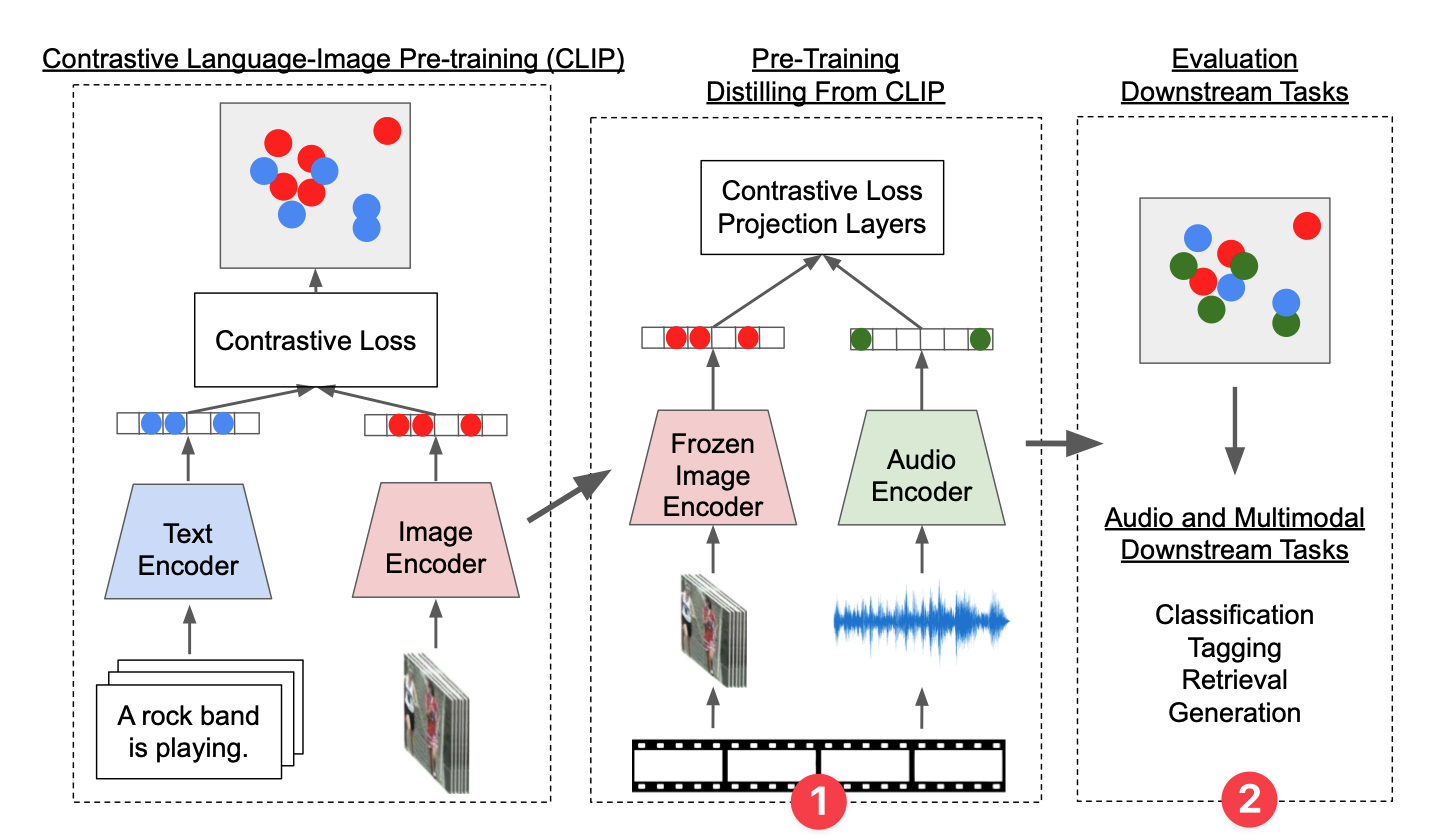 Contrastive Language-Image Pre-training (CLIP)
Contrastive Loss
Text
Encoder
Image
Encoder
A rock band
is playing.
Pre-Training
Distilling From CLIP
Contrastive Loss
Projection Layers
Frozen
Image
Encoder
Audio
Encoder
1
Evaluation
Downstream Tasks
Audio and Multimodal
Downstream Tasks
Classification
Tagging
Retrieval
Generation
2